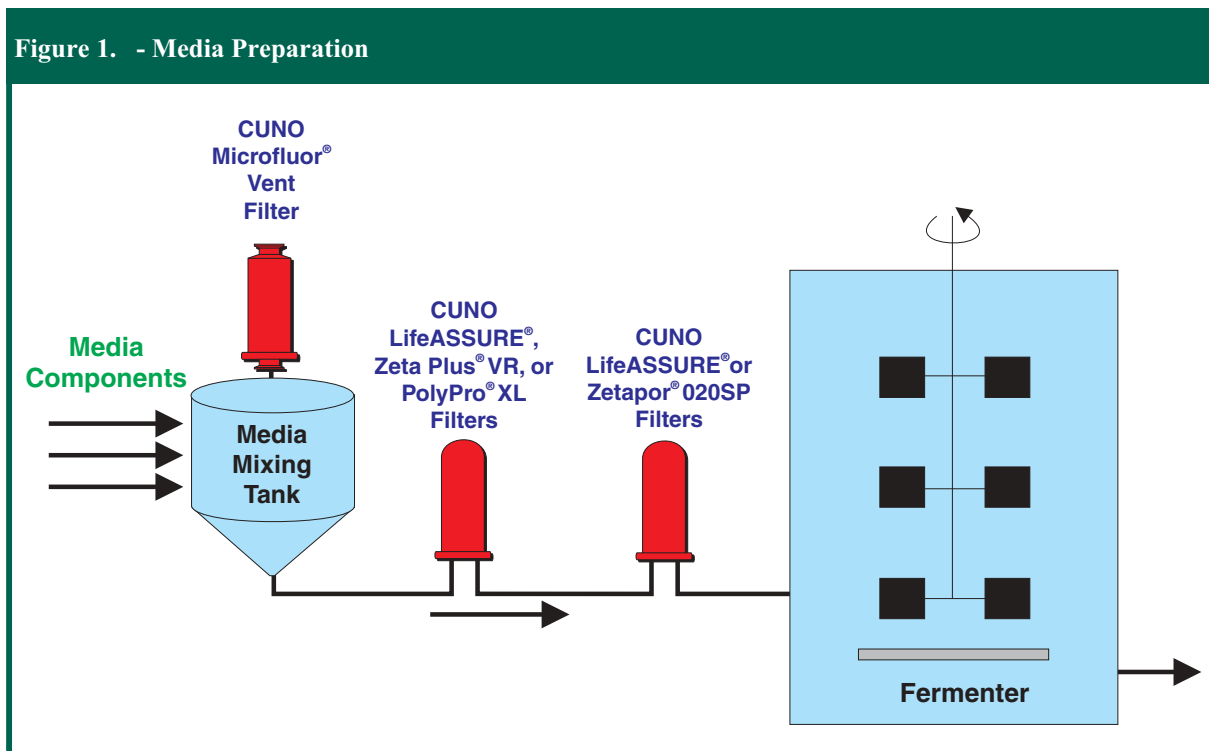 Figure 1. - Media Preparation
CUNO
Microfluor®
Vent
Filter
Media
Components
Media
Mixing
Tank
CUNO
LifeASSURE®,
Zeta Plus® VR, or
PolyPro® XL
Filters
CUNO
LifeASSURE® or
Zetapor® 020SP
Filters
Fermenter